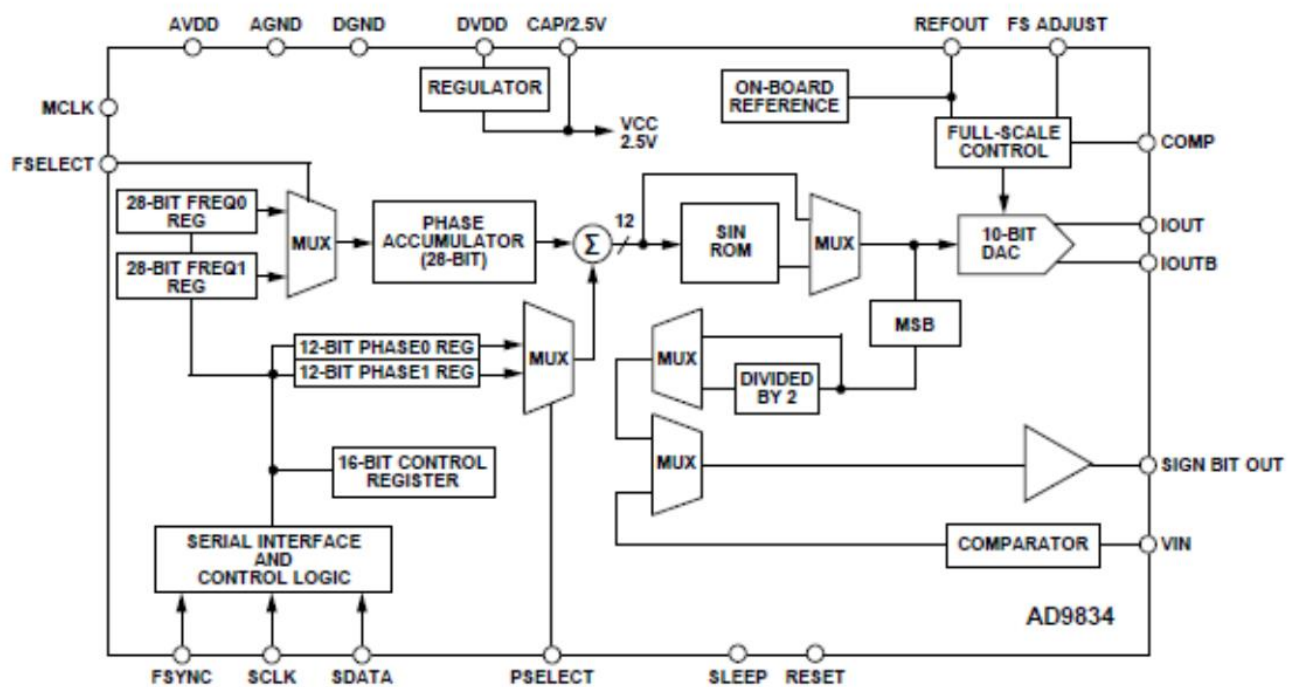 AVDD AGND DGND DVDD CAP/2.5V REFOUT FS ADJUST
MCLK
REGULATOR
ON-BOARD
REFERENCE
VCC
2.5V
FULL-SCALE
CONTROL
COMP
FSELECT
28-BIT FREQ0
REG
28-BIT FREQ1
REG
MUX
PHASE
ACCUMULATOR
(28-BIT)
Σ
12
SIN
ROM
MUX
10-BIT
DAC
IOUT
IOUTB
MSB
12-BIT PHASE0 REG
12-BIT PHASE1 REG
MUX
MUX
DIVIDED
BY 2
16-BIT CONTROL
REGISTER
MUX
SIGN BIT OUT
SERIAL INTERFACE
AND
CONTROL LOGIC
COMPARATOR
VIN
AD9834
FSYNC SCLK SDATA PSELECT SLEEP RESET